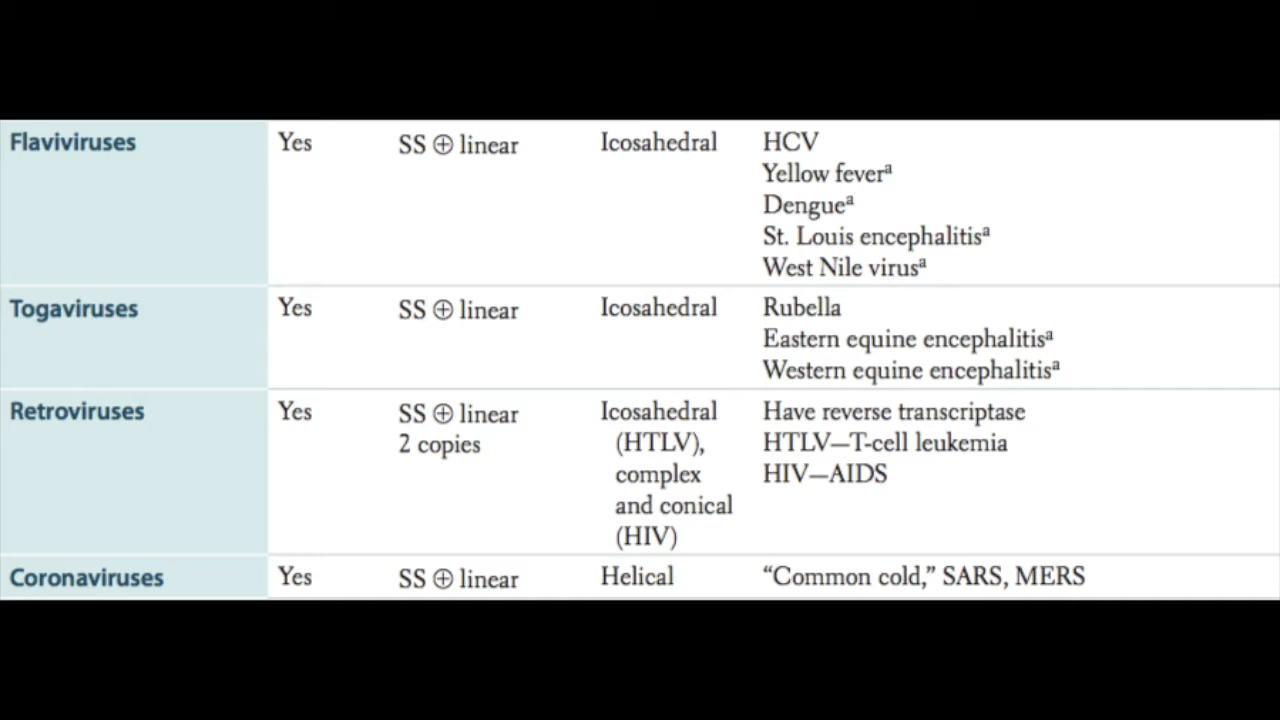 Flaviviruses Yes SS ⊕ linear Icosahedral HCV
Yellow feverᵃ
Dengueᵃ
St. Louis encephalitisᵃ
West Nile virusᵃ
Togaviruses Yes SS ⊕ linear Icosahedral Rubella
Eastern equine encephalitisᵃ
Western equine encephalitisᵃ
Retroviruses Yes SS ⊕ linear Icosahedral Have reverse transcriptase
2 copies (HTLV), HTLV—T-cell leukemia
complex HIV—AIDS
and conical
(HIV)
Coronaviruses Yes SS ⊕ linear Helical “Common cold,” SARS, MERS